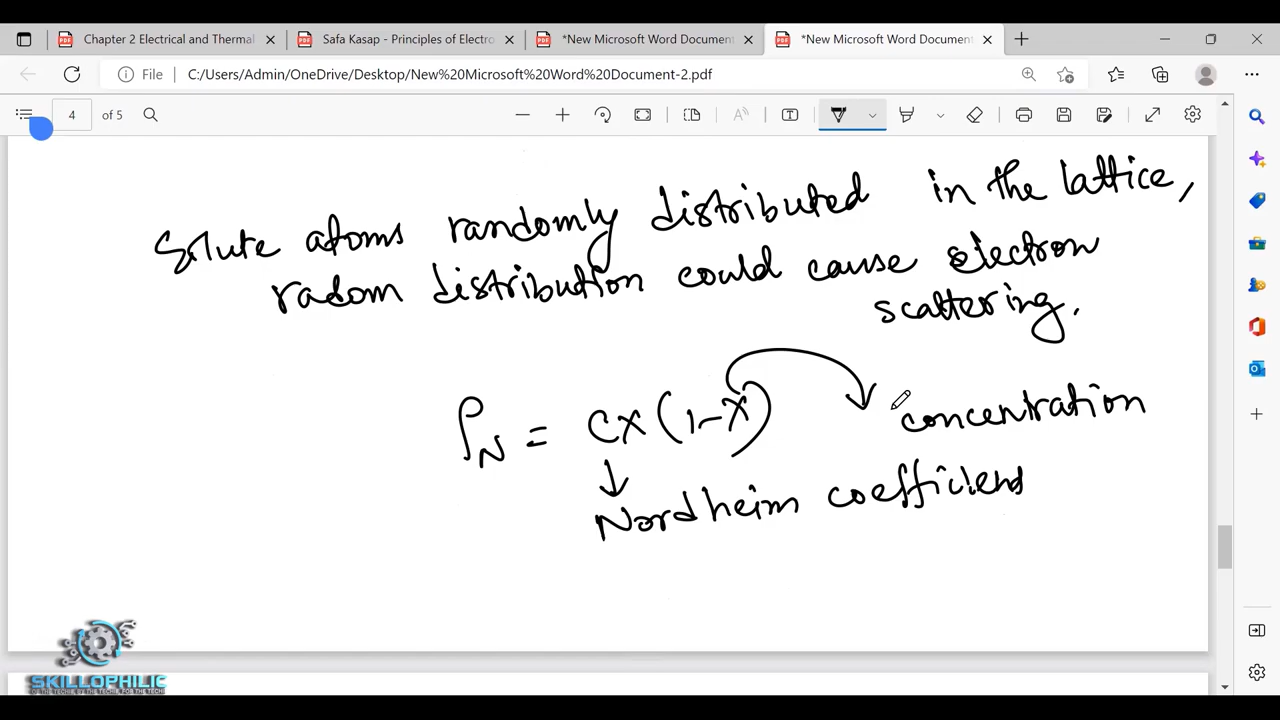 Chapter 2 Electrical and Thermal
Safa Kasap - Principles of Electro
*New Microsoft Word Document
*New Microsoft Word Document
File
C:/Users/Admin/OneDrive/Desktop/New%20Microsoft%20Word%20Document-2.pdf
4 of 5
Solute atoms randomly distributed in the lattice,
radom distribution could cause electron
scattering.
ρN = CX(1-X)
concentration
Nordheim coefficient
SKILLOPHILIC